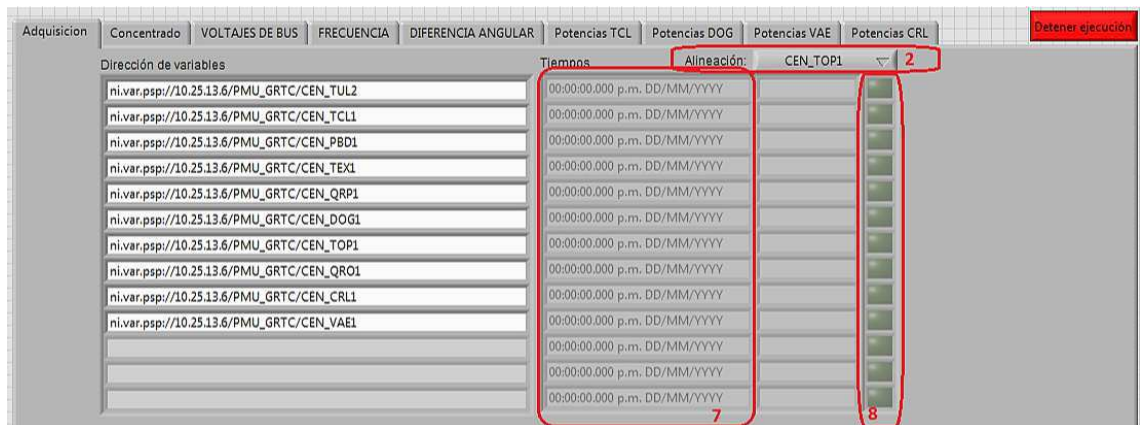 Adquisicion Concentrado VOLTAJES DE BUS FRECUENCIA DIFERENCIA ANGULAR Potencias TCL Potencias DOG Potencias VAE Potencias CRL Detener ejecución
Dirección de variables Tiempos Alineación: CEN_TOP1 2
ni.var.psp://10.25.13.6/PMU_GRTC/CEN_TUL2 00:00:00.000 p.m. DD/MM/YYYY
ni.var.psp://10.25.13.6/PMU_GRTC/CEN_TCL1 00:00:00.000 p.m. DD/MM/YYYY
ni.var.psp://10.25.13.6/PMU_GRTC/CEN_PBD1 00:00:00.000 p.m. DD/MM/YYYY
ni.var.psp://10.25.13.6/PMU_GRTC/CEN_TEX1 00:00:00.000 p.m. DD/MM/YYYY
ni.var.psp://10.25.13.6/PMU_GRTC/CEN_QRP1 00:00:00.000 p.m. DD/MM/YYYY
ni.var.psp://10.25.13.6/PMU_GRTC/CEN_DOG1 00:00:00.000 p.m. DD/MM/YYYY
ni.var.psp://10.25.13.6/PMU_GRTC/CEN_TOP1 00:00:00.000 p.m. DD/MM/YYYY
ni.var.psp://10.25.13.6/PMU_GRTC/CEN_QRO1 00:00:00.000 p.m. DD/MM/YYYY
ni.var.psp://10.25.13.6/PMU_GRTC/CEN_CRL1 00:00:00.000 p.m. DD/MM/YYYY
ni.var.psp://10.25.13.6/PMU_GRTC/CEN_VAE1 00:00:00.000 p.m. DD/MM/YYYY
00:00:00.000 p.m. DD/MM/YYYY
00:00:00.000 p.m. DD/MM/YYYY
00:00:00.000 p.m. DD/MM/YYYY
7 8